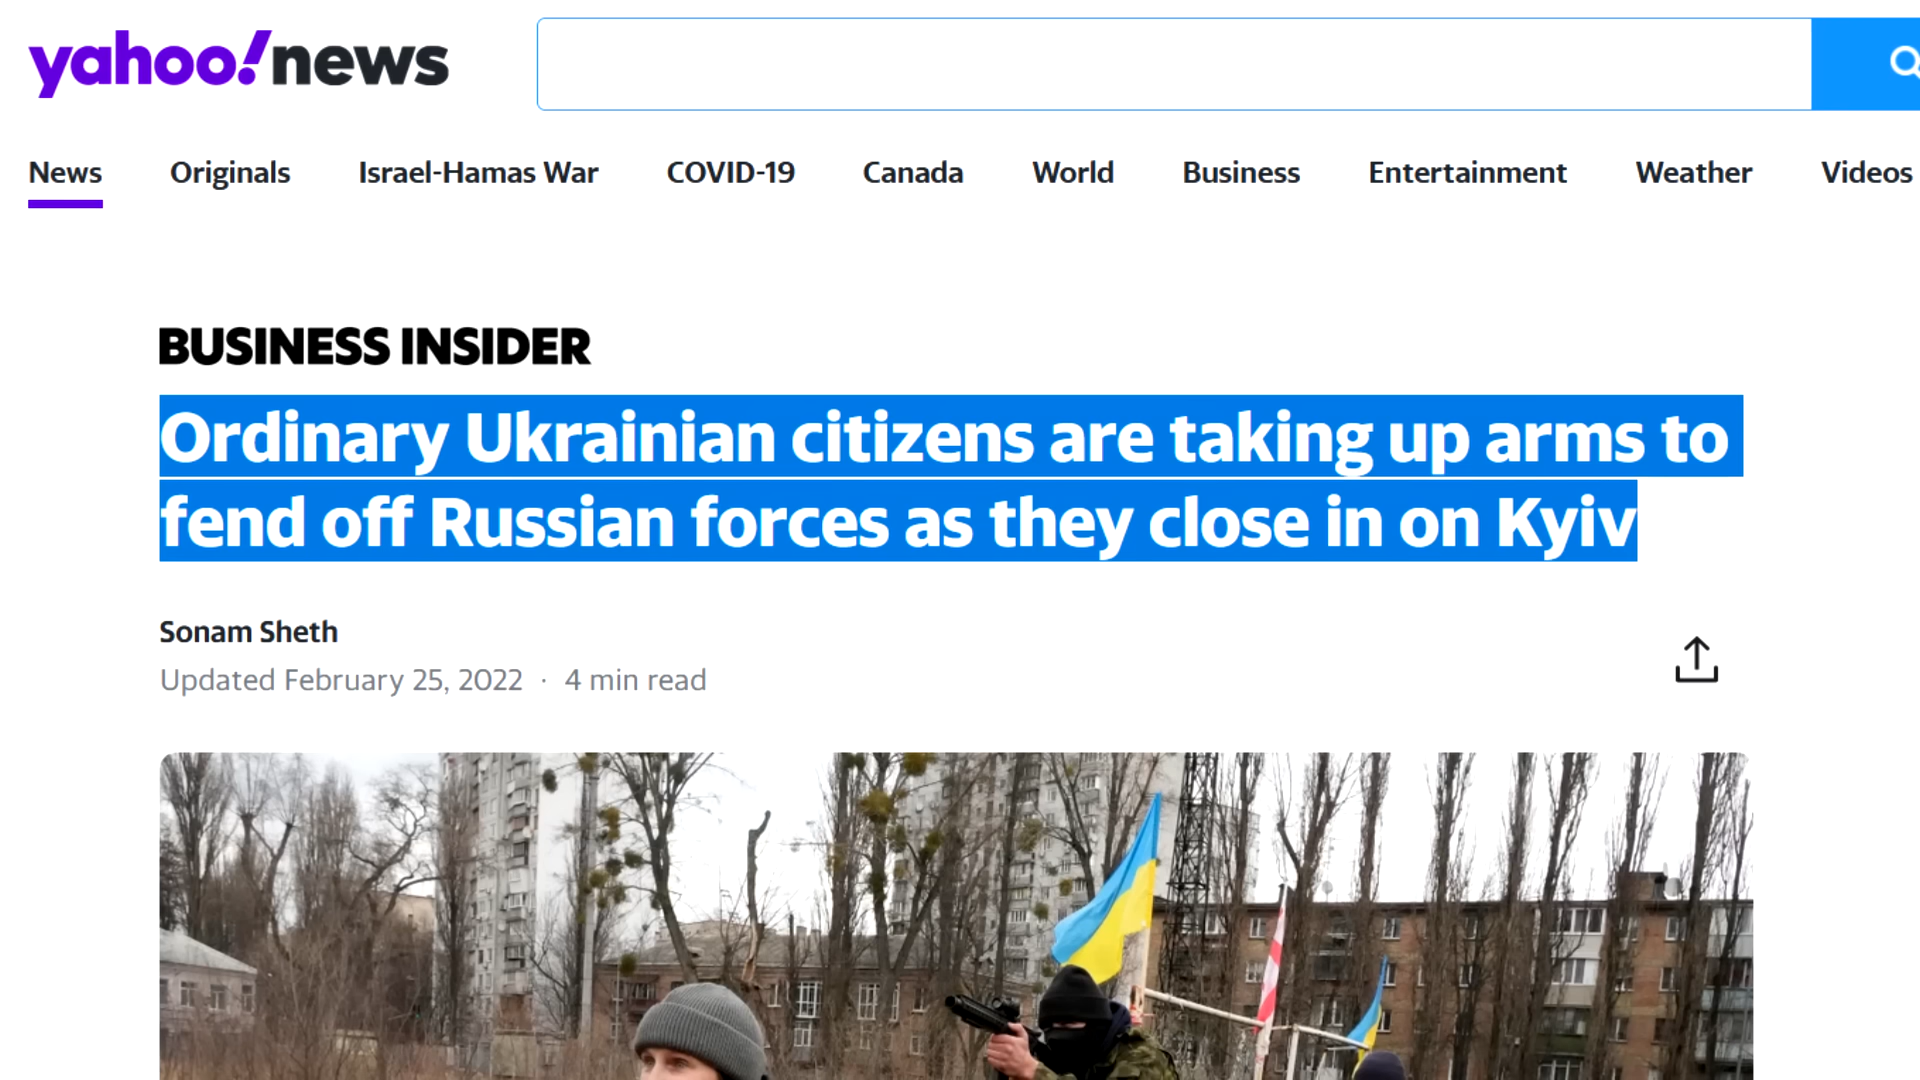 yahoo!news
News Originals Israel-Hamas War COVID-19 Canada World Business Entertainment Weather Videos
BUSINESS INSIDER
Ordinary Ukrainian citizens are taking up arms to
fend off Russian forces as they close in on Kyiv
Sonam Sheth
Updated February 25, 2022 · 4 min read